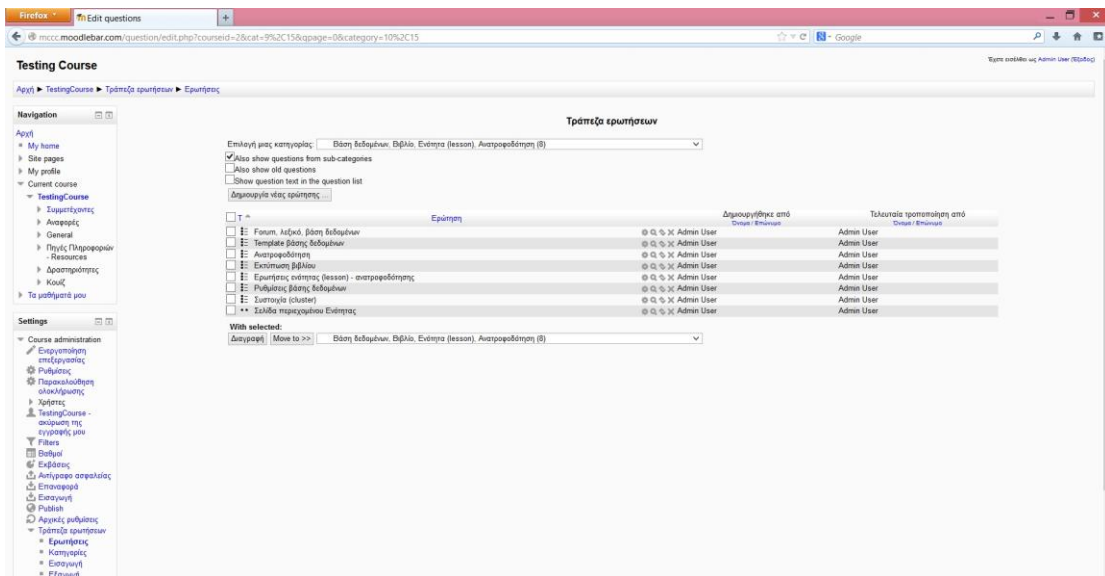 Firefox
Edit questions
mccc.moodlebar.com/question/edit.php?courseid=2&cat=9%2C15&qpage=0&category=10%2C15
Google
Testing Course
Έχετε εισέλθει ως Admin User (Έξοδος)
Αρχή ► TestingCourse ► Τράπεζα ερωτήσεων ► Ερωτήσεις
Navigation
Αρχή
My home
Site pages
My profile
Current course
TestingCourse
Συμμετέχοντες
Αναφορές
General
Πηγές Πληροφοριών
- Resources
Δραστηριότητες
Κουίζ
Τα μαθήματά μου
Settings
Course administration
Ενεργοποίηση
επεξεργασίας
Ρυθμίσεις
Παρακολούθηση
ολοκλήρωσης
Χρήστες
TestingCourse -
ακύρωση της
εγγραφής μου
Filters
Βαθμοί
Εκβάσεις
Αντίγραφο ασφαλείας
Επαναφορά
Εισαγωγή
Publish
Αρχικές ρυθμίσεις
Τράπεζα ερωτήσεων
Ερωτήσεις
Κατηγορίες
Εισαγωγή
Εξαγωγή
Τράπεζα ερωτήσεων
Επιλογή μιας κατηγορίας: Βάση δεδομένων, Βιβλίο, Ενότητα (lesson), Ανατροφοδότηση (8)
Also show questions from sub-categories
Also show old questions
Show question text in the question list
Δημιουργία νέας ερώτησης ...
T Ερώτηση Δημιουργήθηκε από Τελευταία τροποποίηση από
Όνομα / Επώνυμο Όνομα / Επώνυμο
Forum, λεξικό, βάση δεδομένων Admin User Admin User
Template βάσης δεδομένων Admin User Admin User
Ανατροφοδότηση Admin User Admin User
Εκτύπωση βιβλίου Admin User Admin User
Ερωτήσεις ενότητας (lesson) - ανατροφοδότησης Admin User Admin User
Ρυθμίσεις βάσης δεδομένων Admin User Admin User
Συστοιχία (cluster) Admin User Admin User
Σελίδα περιεχομένου Ενότητας Admin User Admin User
With selected:
Διαγραφή Move to >> Βάση δεδομένων, Βιβλίο, Ενότητα (lesson), Ανατροφοδότηση (8)